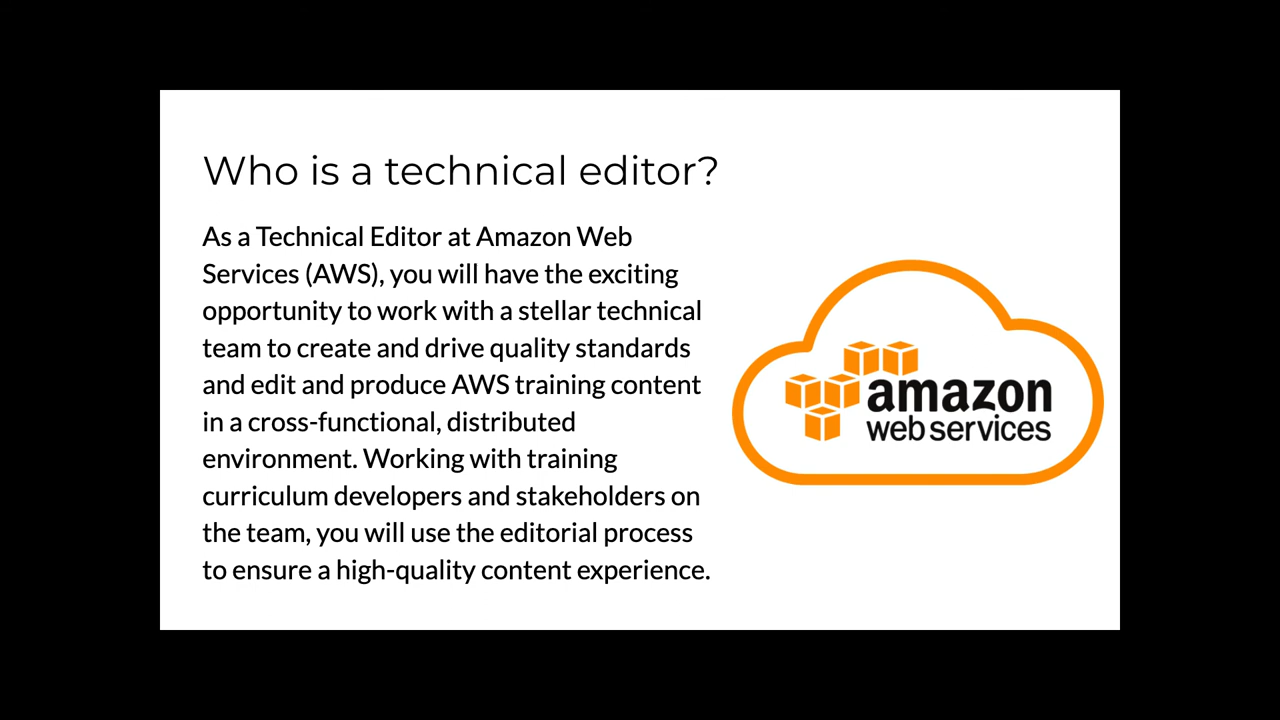 Who is a technical editor?
As a Technical Editor at Amazon Web
Services (AWS), you will have the exciting
opportunity to work with a stellar technical
team to create and drive quality standards
and edit and produce AWS training content
in a cross-functional, distributed
environment. Working with training
curriculum developers and stakeholders on
the team, you will use the editorial process
to ensure a high-quality content experience.
amazon
web services